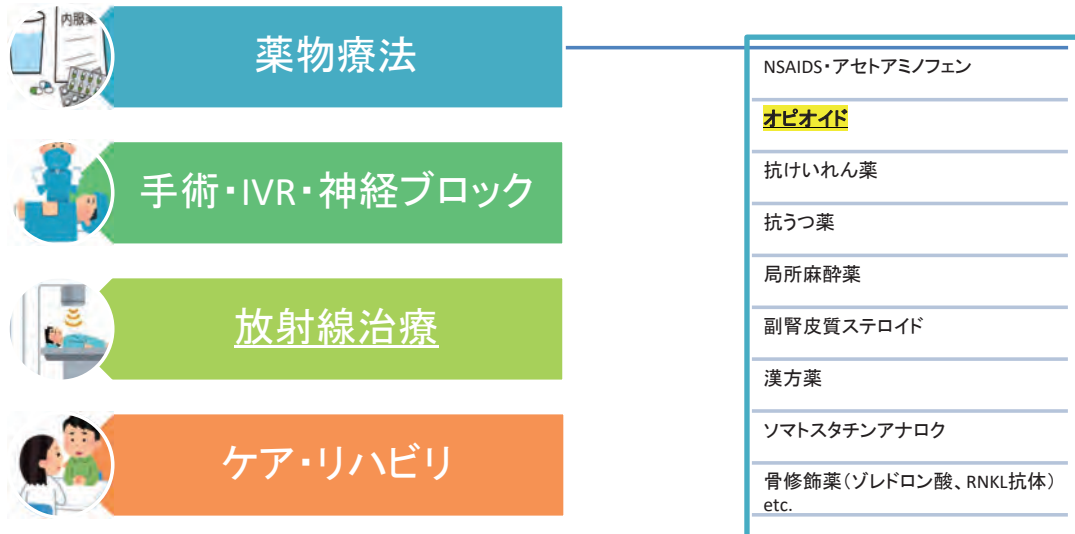 内服薬
薬物療法
手術・IVR・神経ブロック
放射線治療
ケア・リハビリ
NSAIDS・アセトアミノフェン
オピオイド
抗けいれん薬
抗うつ薬
局所麻酔薬
副腎皮質ステロイド
漢方薬
ソマトスタチンアナロク
骨修飾薬(ゾレドロン酸、RNKL抗体)
etc.